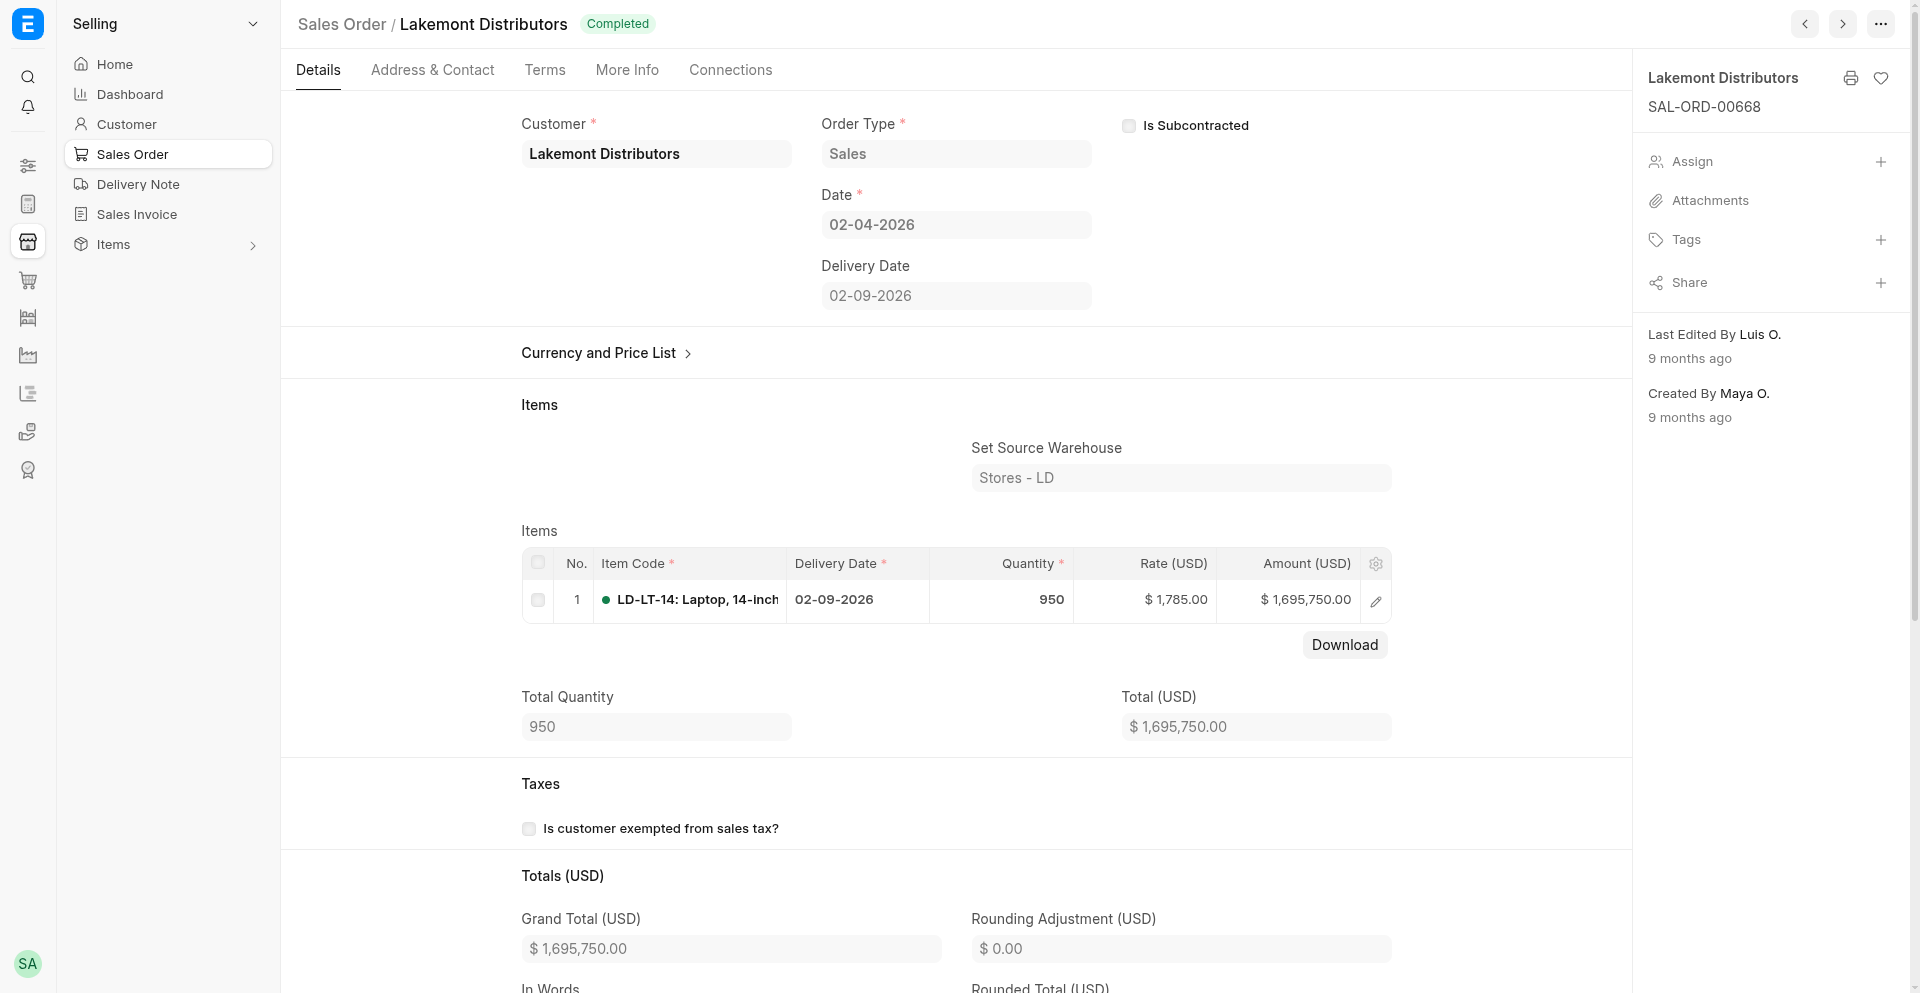 Selling
Home
Dashboard
Customer
Sales Order
Delivery Note
Sales Invoice
Items
SA
Sales Order / Lakemont Distributors Completed
Details Address & Contact Terms More Info Connections
Customer *
Lakemont Distributors
Order Type *
Sales
Is Subcontracted
Date *
02-04-2026
Delivery Date
02-09-2026
Currency and Price List
Items
Set Source Warehouse
Stores - LD
Items
No. Item Code * Delivery Date * Quantity * Rate (USD) Amount (USD)
1 LD-LT-14: Laptop, 14-inch 02-09-2026 950 $ 1,785.00 $ 1,695,750.00
Download
Total Quantity
950
Total (USD)
$ 1,695,750.00
Taxes
Is customer exempted from sales tax?
Totals (USD)
Grand Total (USD)
$ 1,695,750.00
Rounding Adjustment (USD)
$ 0.00
In Words
Rounded Total (USD)
Lakemont Distributors
SAL-ORD-00668
Assign
Attachments
Tags
Share
Last Edited By Luis O.
9 months ago
Created By Maya O.
9 months ago